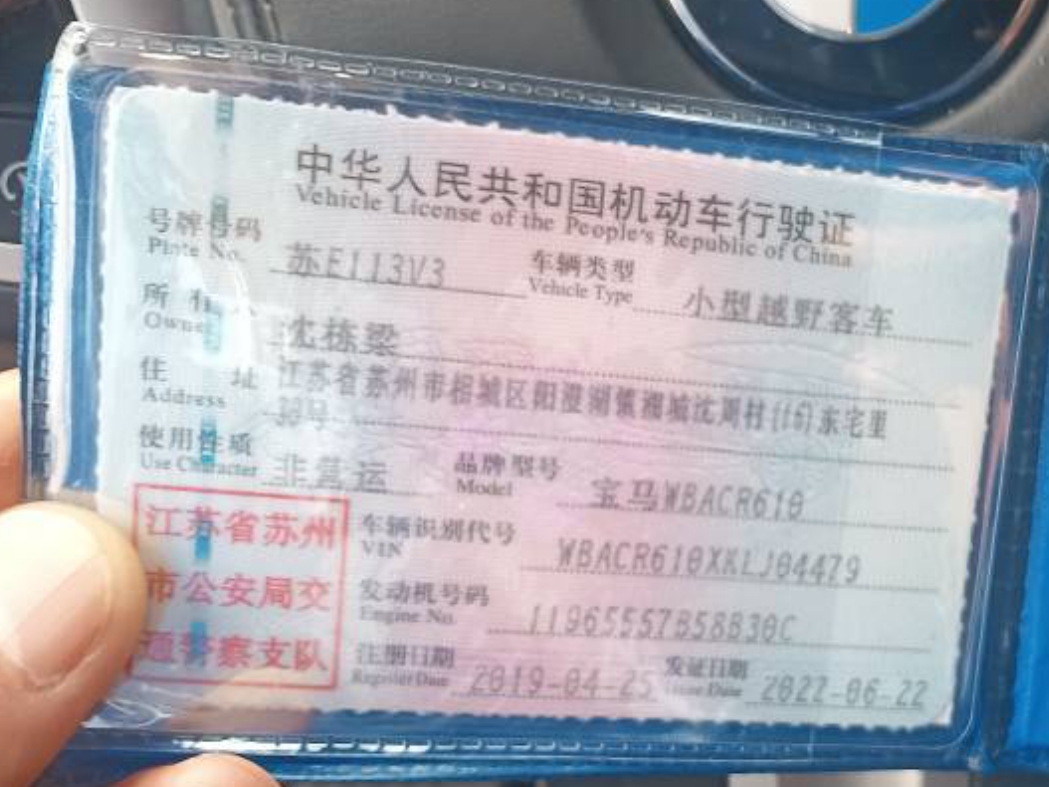 中华人民共和国机动车行驶证
Vehicle License of the People's Republic of China
号牌号码 苏E113V3 车辆类型 小型越野客车
Plate No. Vehicle Type
所有人 沈栋梁
Owner
住址 江苏省苏州市相城区阳澄湖镇湘城沈周村(16)东宅里
Address 38号
使用性质 非营运 品牌型号 宝马WBACR610
Use Character Model
江苏省苏州 车辆识别代号 WBACR610XKLJ04479
VIN
市公安局交 发动机号码 11965557B58B30C
Engine No.
通警察支队 注册日期 2019-04-25 发证日期 2022-06-22
Register Date Issue Date